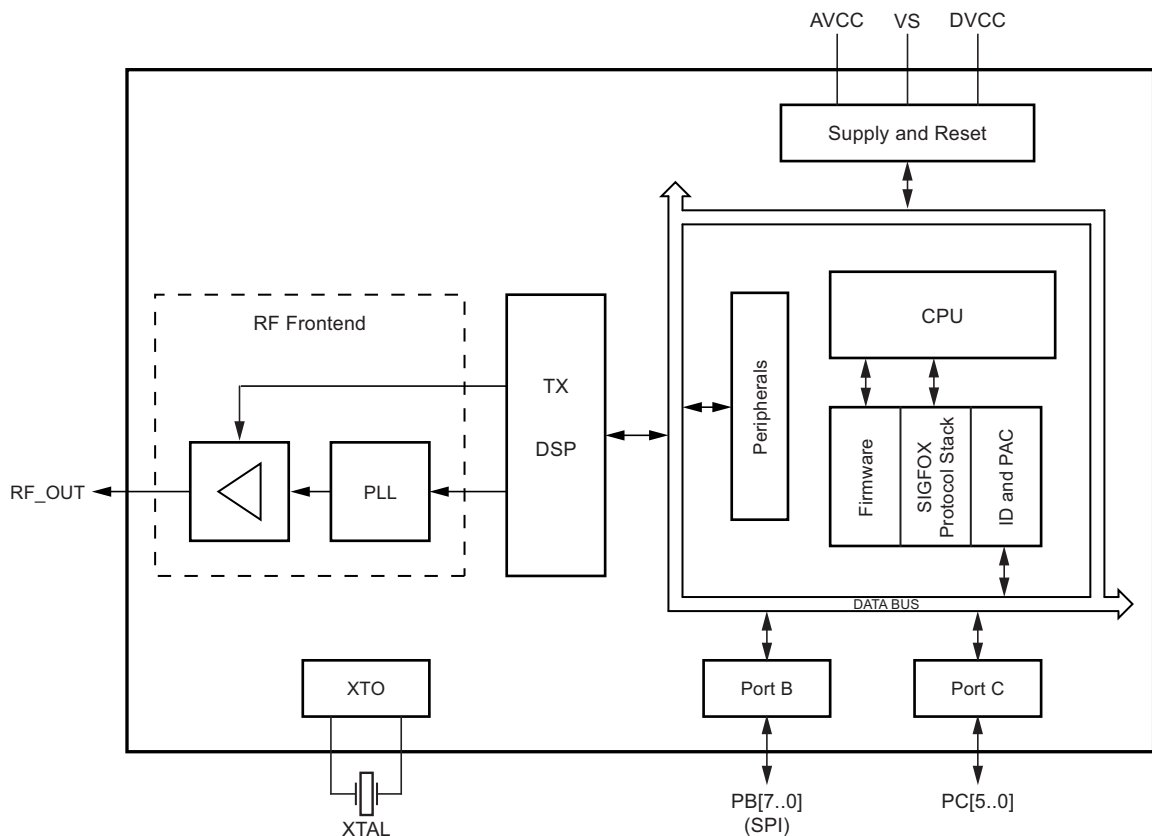 AVCC
VS
DVCC
Supply and Reset
RF Frontend
CPU
TX
DSP
Peripherals
Firmware
SIGFOX
Protocol Stack
ID and PAC
RF_OUT
PLL
DATA BUS
XTO
Port B
Port C
XTAL
PB[7..0]
(SPI)
PC[5..0]